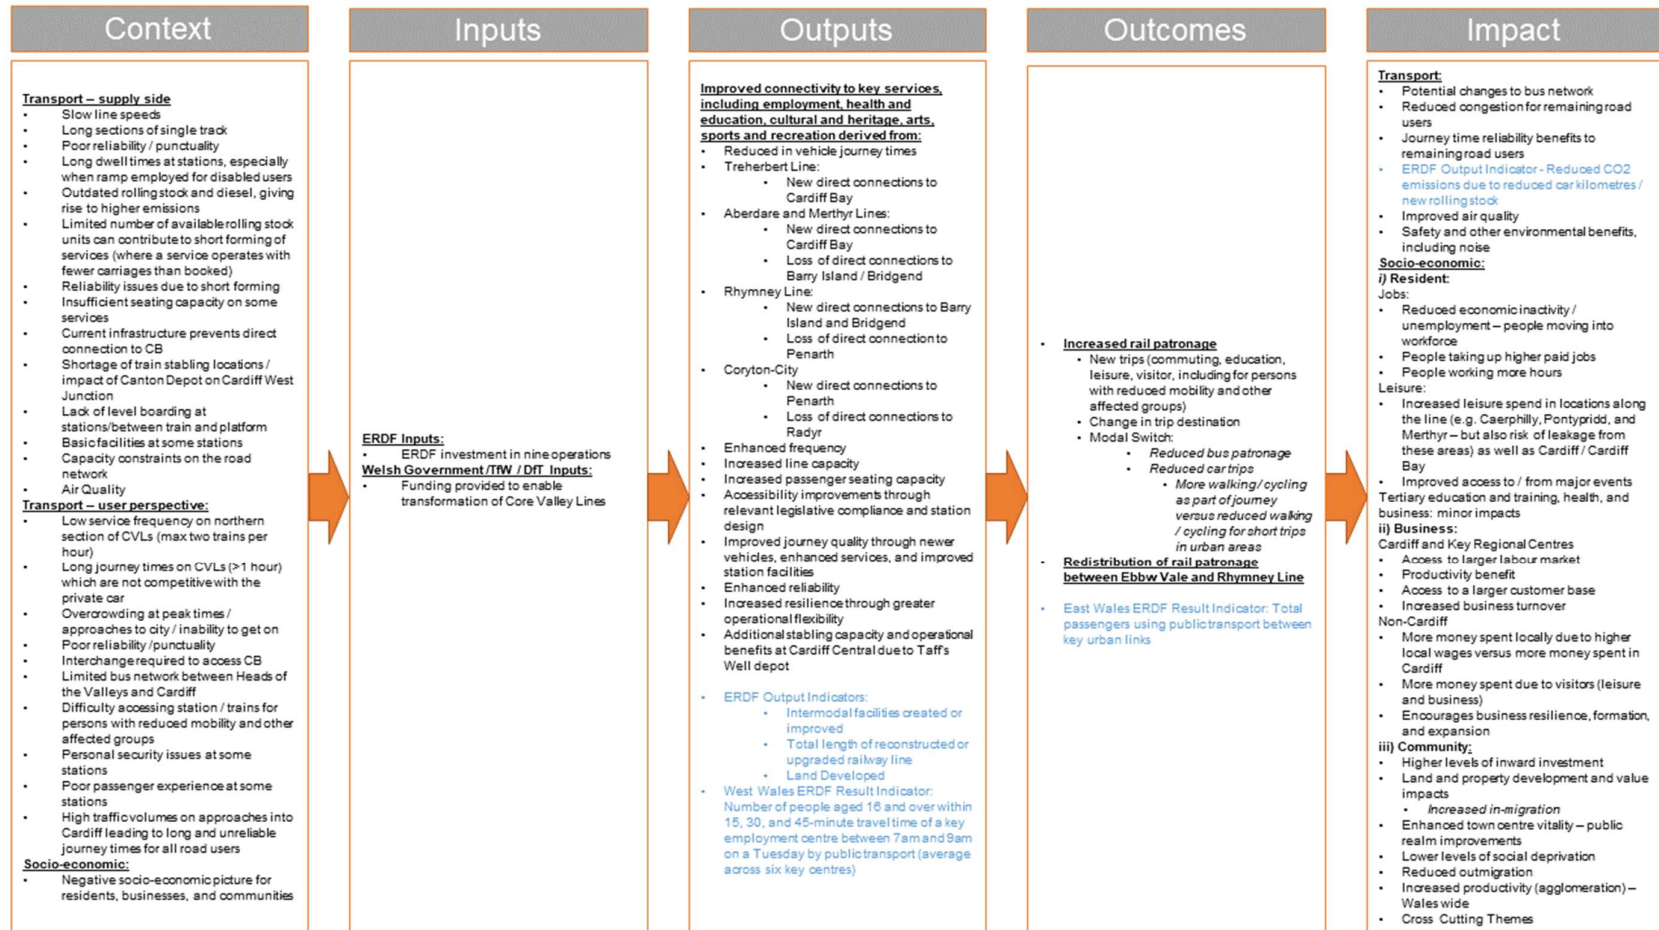 Context
Transport – supply side
• Slow line speeds
• Long sections of single track
• Poor reliability / punctuality
• Long dwell times at stations, especially
when ramp employed for disabled users
• Outdated rolling stock and diesel, giving
rise to higher emissions
• Limited number of available rolling stock
units can contribute to short forming of
services (where a service operates with
fewer carriages than booked)
• Reliability issues due to short forming
• Insufficient seating capacity on some
services
• Current infrastructure prevents direct
connection to CB
• Shortage of train stabling locations /
impact of Canton Depot on Cardiff West
Junction
• Lack of level boarding at
stations/between train and platform
• Basic facilities at some stations
• Capacity constraints on the road
network
• Air Quality
Transport – user perspective:
• Low service frequency on northern
section of CVLs (max two trains per
hour)
• Long journey times on CVLs (>1 hour)
which are not competitive with the
private car
• Overcrowding at peak times /
approaches to city / inability to get on
• Poor reliability /punctuality
• Interchange required to access CB
• Limited bus network between Heads of
the Valleys and Cardiff
• Difficulty accessing station / trains for
persons with reduced mobility and other
affected groups
• Personal security issues at some
stations
• Poor passenger experience at some
stations
• High traffic volumes on approaches into
Cardiff leading to long and unreliable
journey times for all road users
Socio-economic:
• Negative socio-economic picture for
residents, businesses, and communities
Inputs
ERDF Inputs:
• ERDF investment in nine operations
Welsh Government /TfW / DfT Inputs:
• Funding provided to enable
transformation of Core Valley Lines
Outputs
Improved connectivity to key services,
including employment, health and
education, cultural and heritage, arts,
sports and recreation derived from:
• Reduced in vehicle journey times
• Treherbert Line:
• New direct connections to
Cardiff Bay
• Aberdare and Merthyr Lines:
• New direct connections to
Cardiff Bay
• Loss of direct connections to
Barry Island / Bridgend
• Rhymney Line:
• New direct connections to Barry
Island and Bridgend
• Loss of direct connection to
Penarth
• Coryton-City
• New direct connections to
Penarth
• Loss of direct connections to
Radyr
• Enhanced frequency
• Increased line capacity
• Increased passenger seating capacity
• Accessibility improvements through
relevant legislative compliance and station
design
• Improved journey quality through newer
vehicles, enhanced services, and improved
station facilities
• Enhanced reliability
• Increased resilience through greater
operational flexibility
• Additional stabling capacity and operational
benefits at Cardiff Central due to Taff's
Well depot
• ERDF Output Indicators:
• Intermodal facilities created or
improved
• Total length of reconstructed or
upgraded railway line
• Land Developed
• West Wales ERDF Result Indicator:
Number of people aged 16 and over within
15, 30, and 45-minute travel time of a key
employment centre between 7am and 9am
on a Tuesday by public transport (average
across six key centres)
Outcomes
• Increased rail patronage
• New trips (commuting, education,
leisure, visitor, including for persons
with reduced mobility and other
affected groups)
• Change in trip destination
• Modal Switch:
• Reduced bus patronage
• Reduced car trips
• More walking/ cycling
as part of journey
versus reduced walking
/ cycling for short trips
in urban areas
• Redistribution of rail patronage
between Ebbw Vale and Rhymney Line
• East Wales ERDF Result Indicator: Total
passengers using public transport between
key urban links
Impact
Transport:
• Potential changes to bus network
• Reduced congestion for remaining road
users
• Journey time reliability benefits to
remaining road users
• ERDF Output Indicator - Reduced CO2
emissions due to reduced car kilometres /
new rolling stock
• Improved air quality
• Safety and other environmental benefits,
including noise
Socio-economic:
i) Resident:
Jobs:
• Reduced economic inactivity /
unemployment – people moving into
workforce
• People taking up higher paid jobs
• People working more hours
Leisure:
• Increased leisure spend in locations along
the line (e.g. Caerphilly, Pontypridd, and
Merthyr – but also risk of leakage from
these areas) as well as Cardiff / Cardiff
Bay
• Improved access to / from major events
Tertiary education and training, health, and
business: minor impacts
ii) Business:
Cardiff and Key Regional Centres
• Access to larger labour market
• Productivity benefit
• Access to a larger customer base
• Increased business turnover
Non-Cardiff
• More money spent locally due to higher
local wages versus more money spent in
Cardiff
• More money spent due to visitors (leisure
and business)
• Encourages business resilience, formation,
and expansion
iii) Community:
• Higher levels of inward investment
• Land and property development and value
impacts
• Increased in-migration
• Enhanced town centre vitality – public
realm improvements
• Lower levels of social deprivation
• Reduced outmigration
• Increased productivity (agglomeration) –
Wales wide
• Cross Cutting Themes